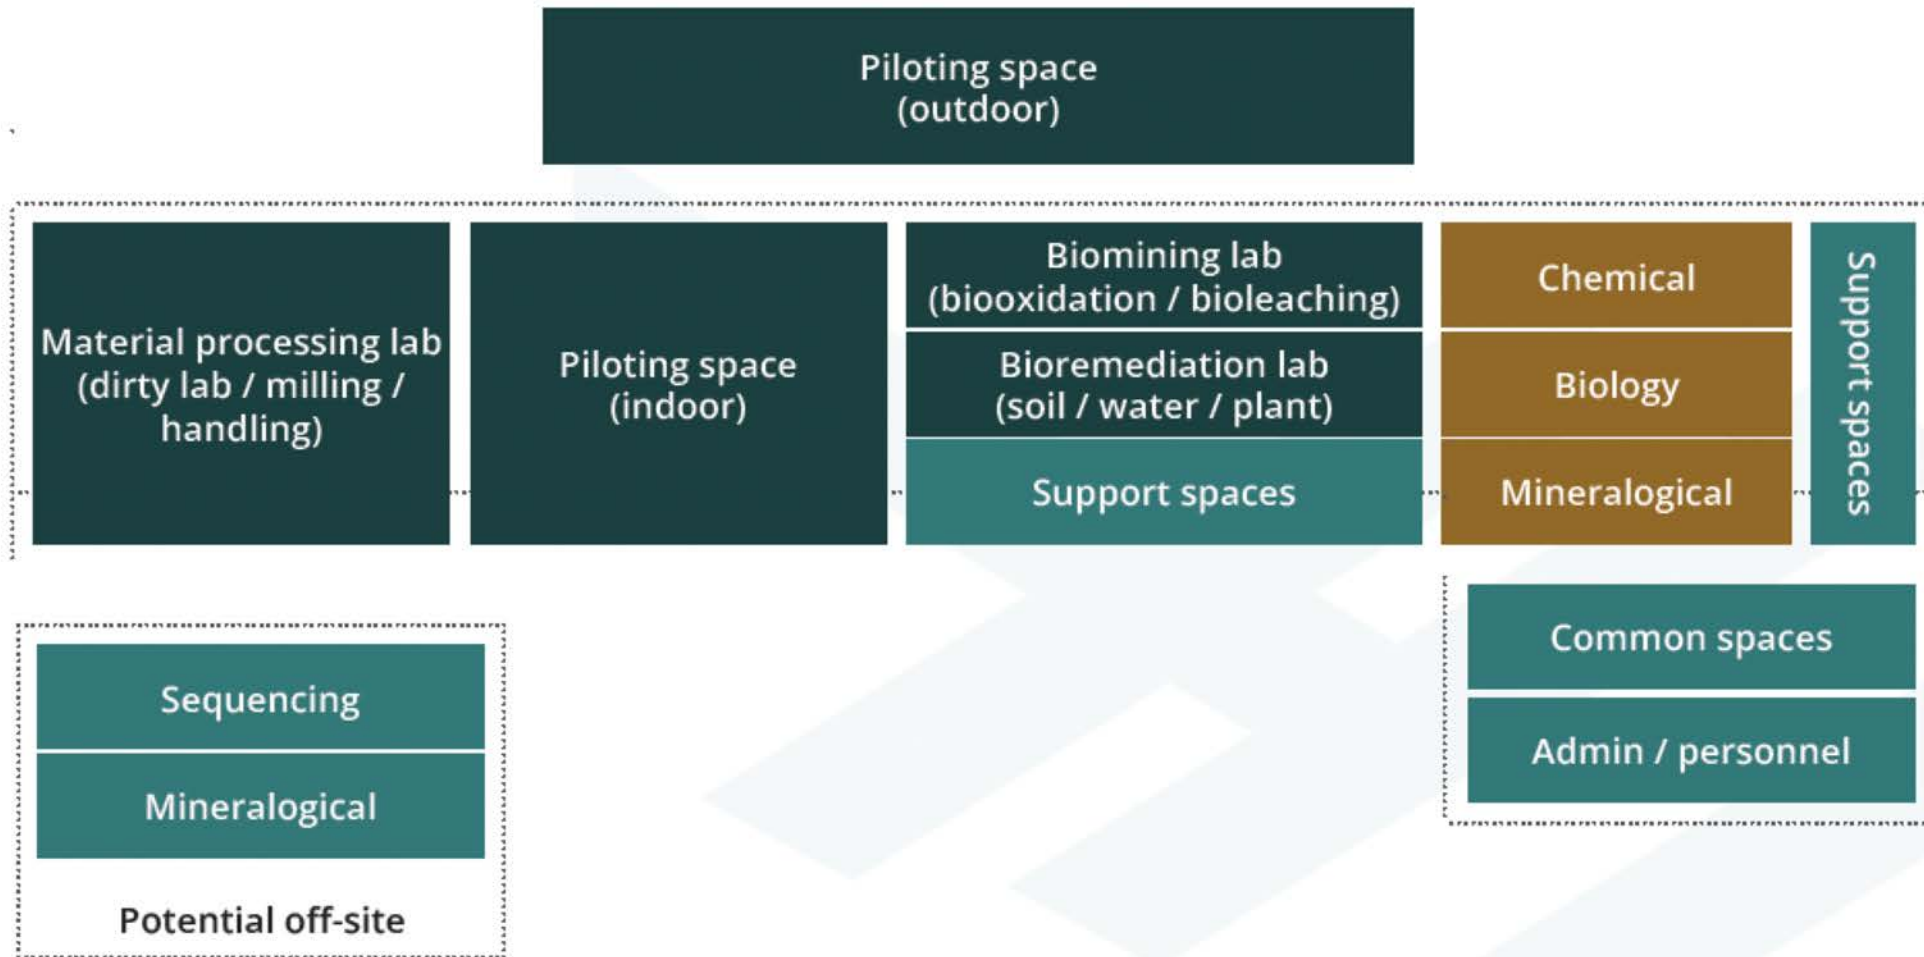 Piloting space
(outdoor)
Material processing lab
(dirty lab / milling /
handling)
Piloting space
(indoor)
Biomining lab
(biooxidation / bioleaching)
Bioremediation lab
(soil / water / plant)
Support spaces
Chemical
Biology
Mineralogical
Support spaces
Common spaces
Admin / personnel
Sequencing
Mineralogical
Potential off-site